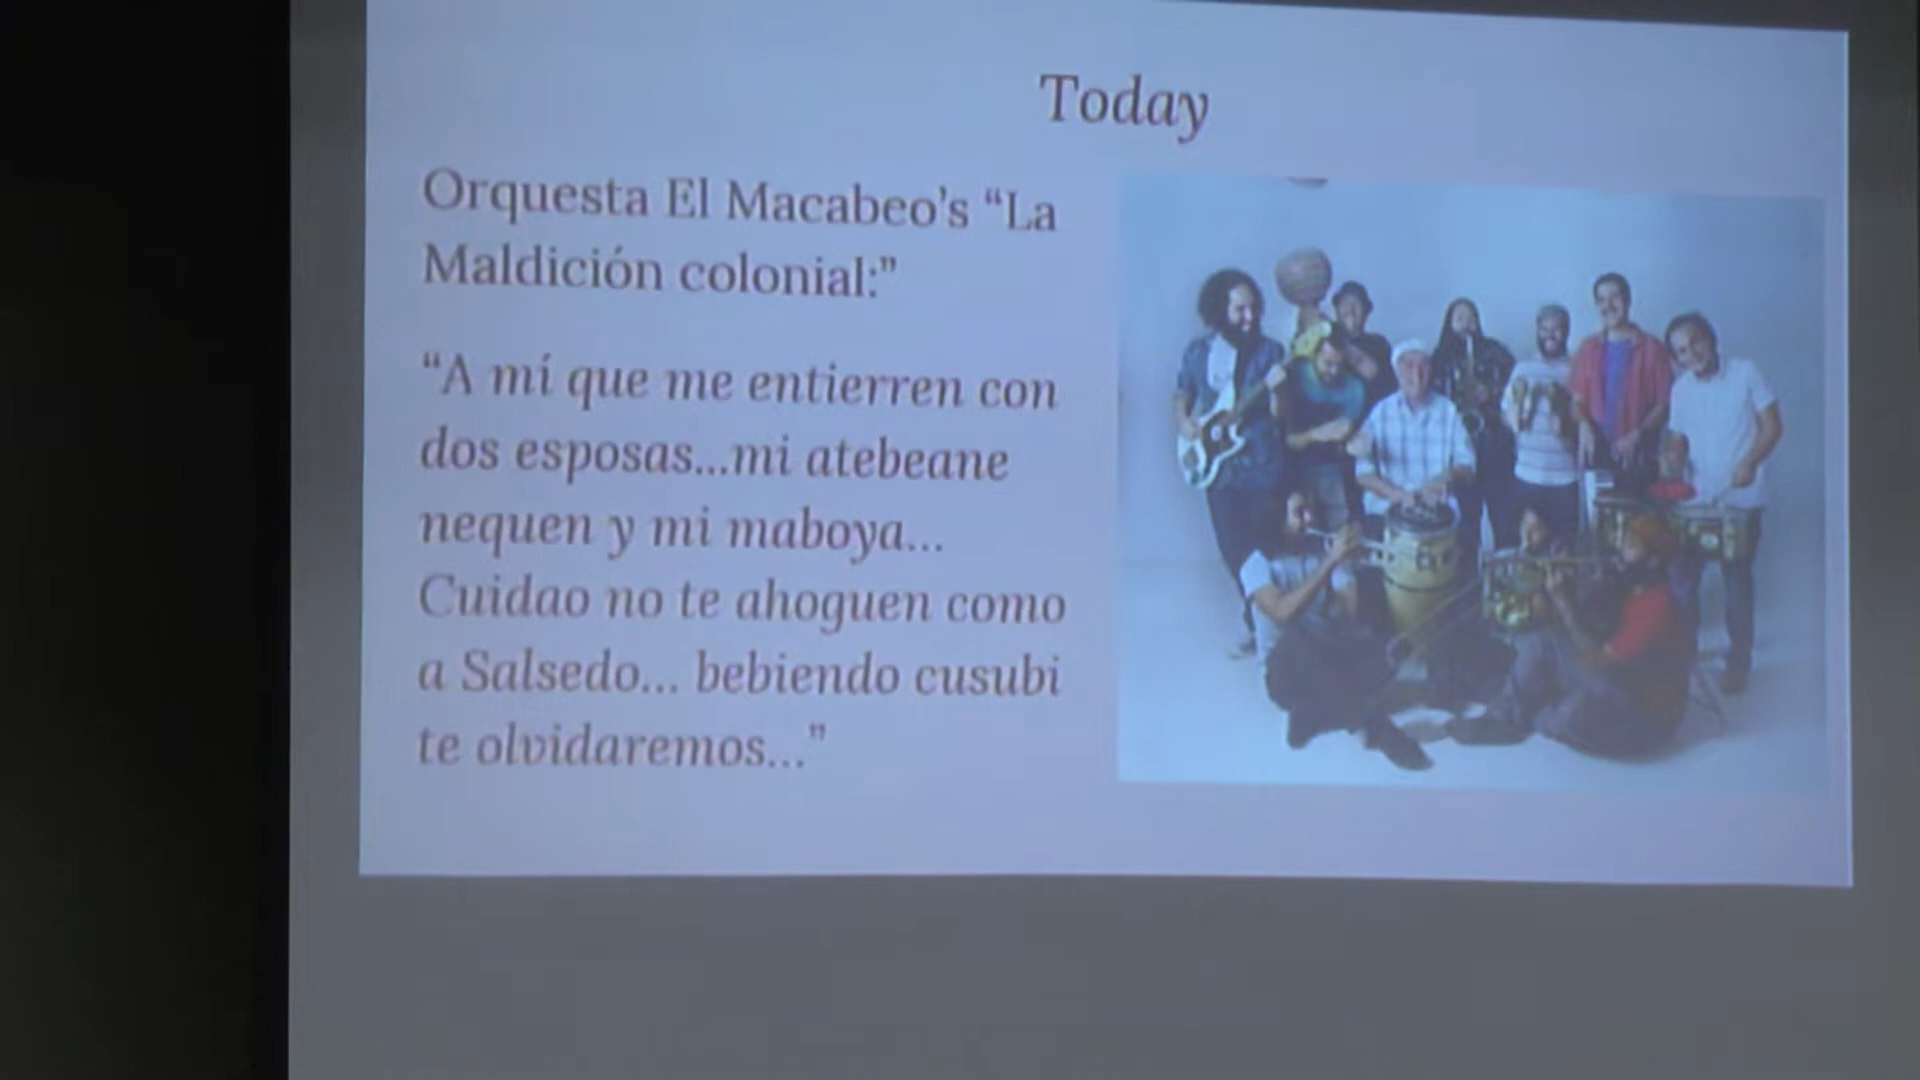 Today
Orquesta El Macabeo's “La
Maldición colonial:”
“A mí que me entierren con
dos esposas...mi atebeane
nequen y mi maboya...
Cuidao no te ahoguen como
a Salsedo... bebiendo cusubi
te olvidaremos...”